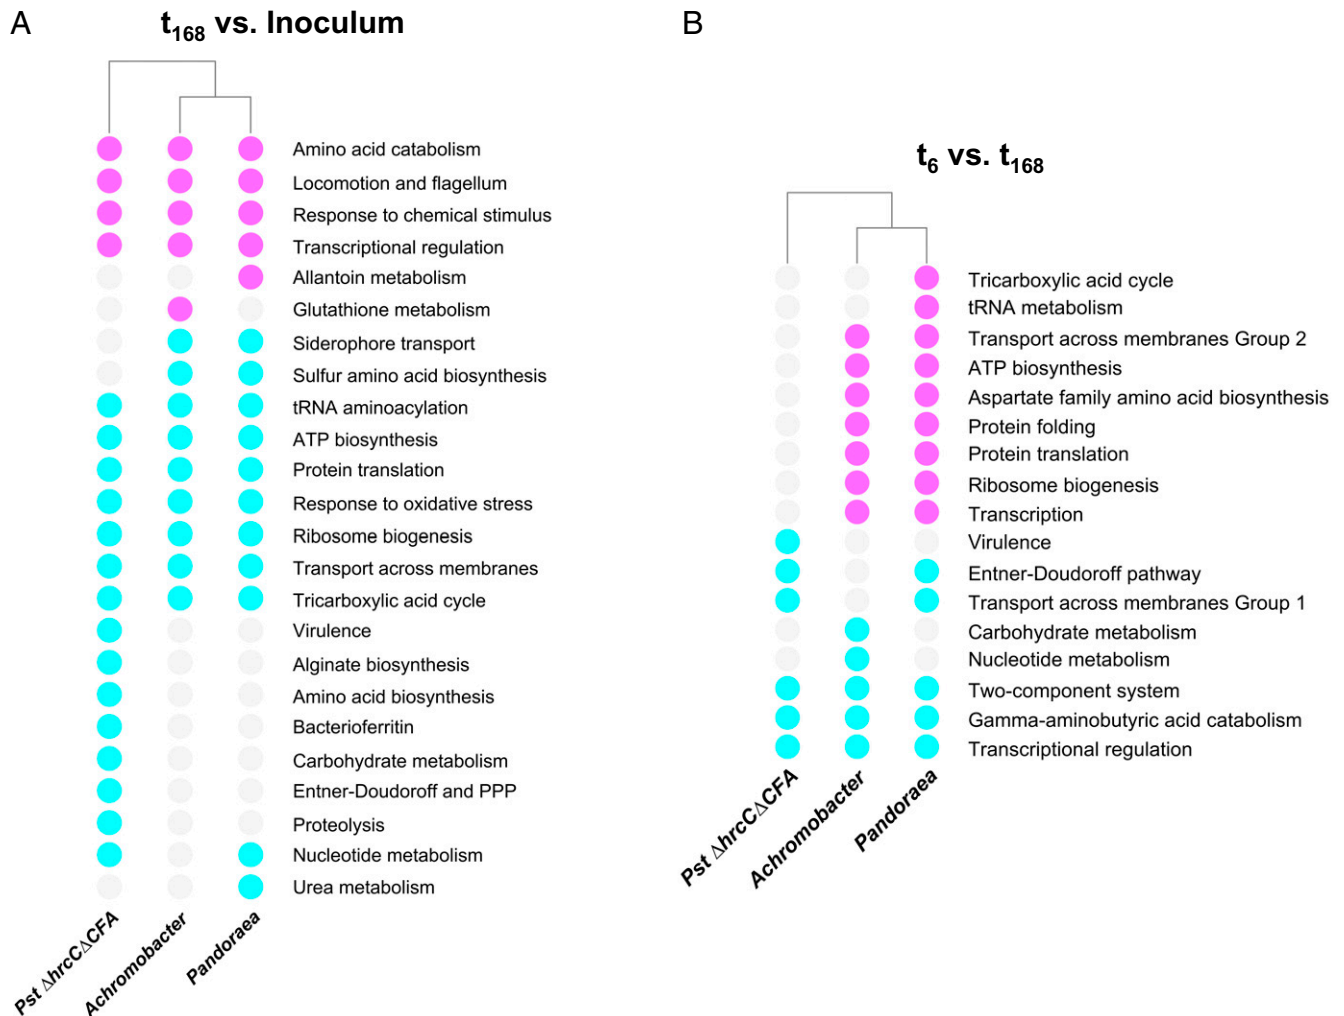 A
t168 vs. Inoculum
Amino acid catabolism
Locomotion and flagellum
Response to chemical stimulus
Transcriptional regulation
Allantoin metabolism
Glutathione metabolism
Siderophore transport
Sulfur amino acid biosynthesis
tRNA aminoacylation
ATP biosynthesis
Protein translation
Response to oxidative stress
Ribosome biogenesis
Transport across membranes
Tricarboxylic acid cycle
Virulence
Alginate biosynthesis
Amino acid biosynthesis
Bacterioferritin
Carbohydrate metabolism
Entner-Doudoroff and PPP
Proteolysis
Nucleotide metabolism
Urea metabolism
Pst ΔhrcCΔCFA
Achromobacter
Pandoraea
B
t6 vs. t168
Tricarboxylic acid cycle
tRNA metabolism
Transport across membranes Group 2
ATP biosynthesis
Aspartate family amino acid biosynthesis
Protein folding
Protein translation
Ribosome biogenesis
Transcription
Virulence
Entner-Doudoroff pathway
Transport across membranes Group 1
Carbohydrate metabolism
Nucleotide metabolism
Two-component system
Gamma-aminobutyric acid catabolism
Transcriptional regulation
Pst ΔhrcCΔCFA
Achromobacter
Pandoraea